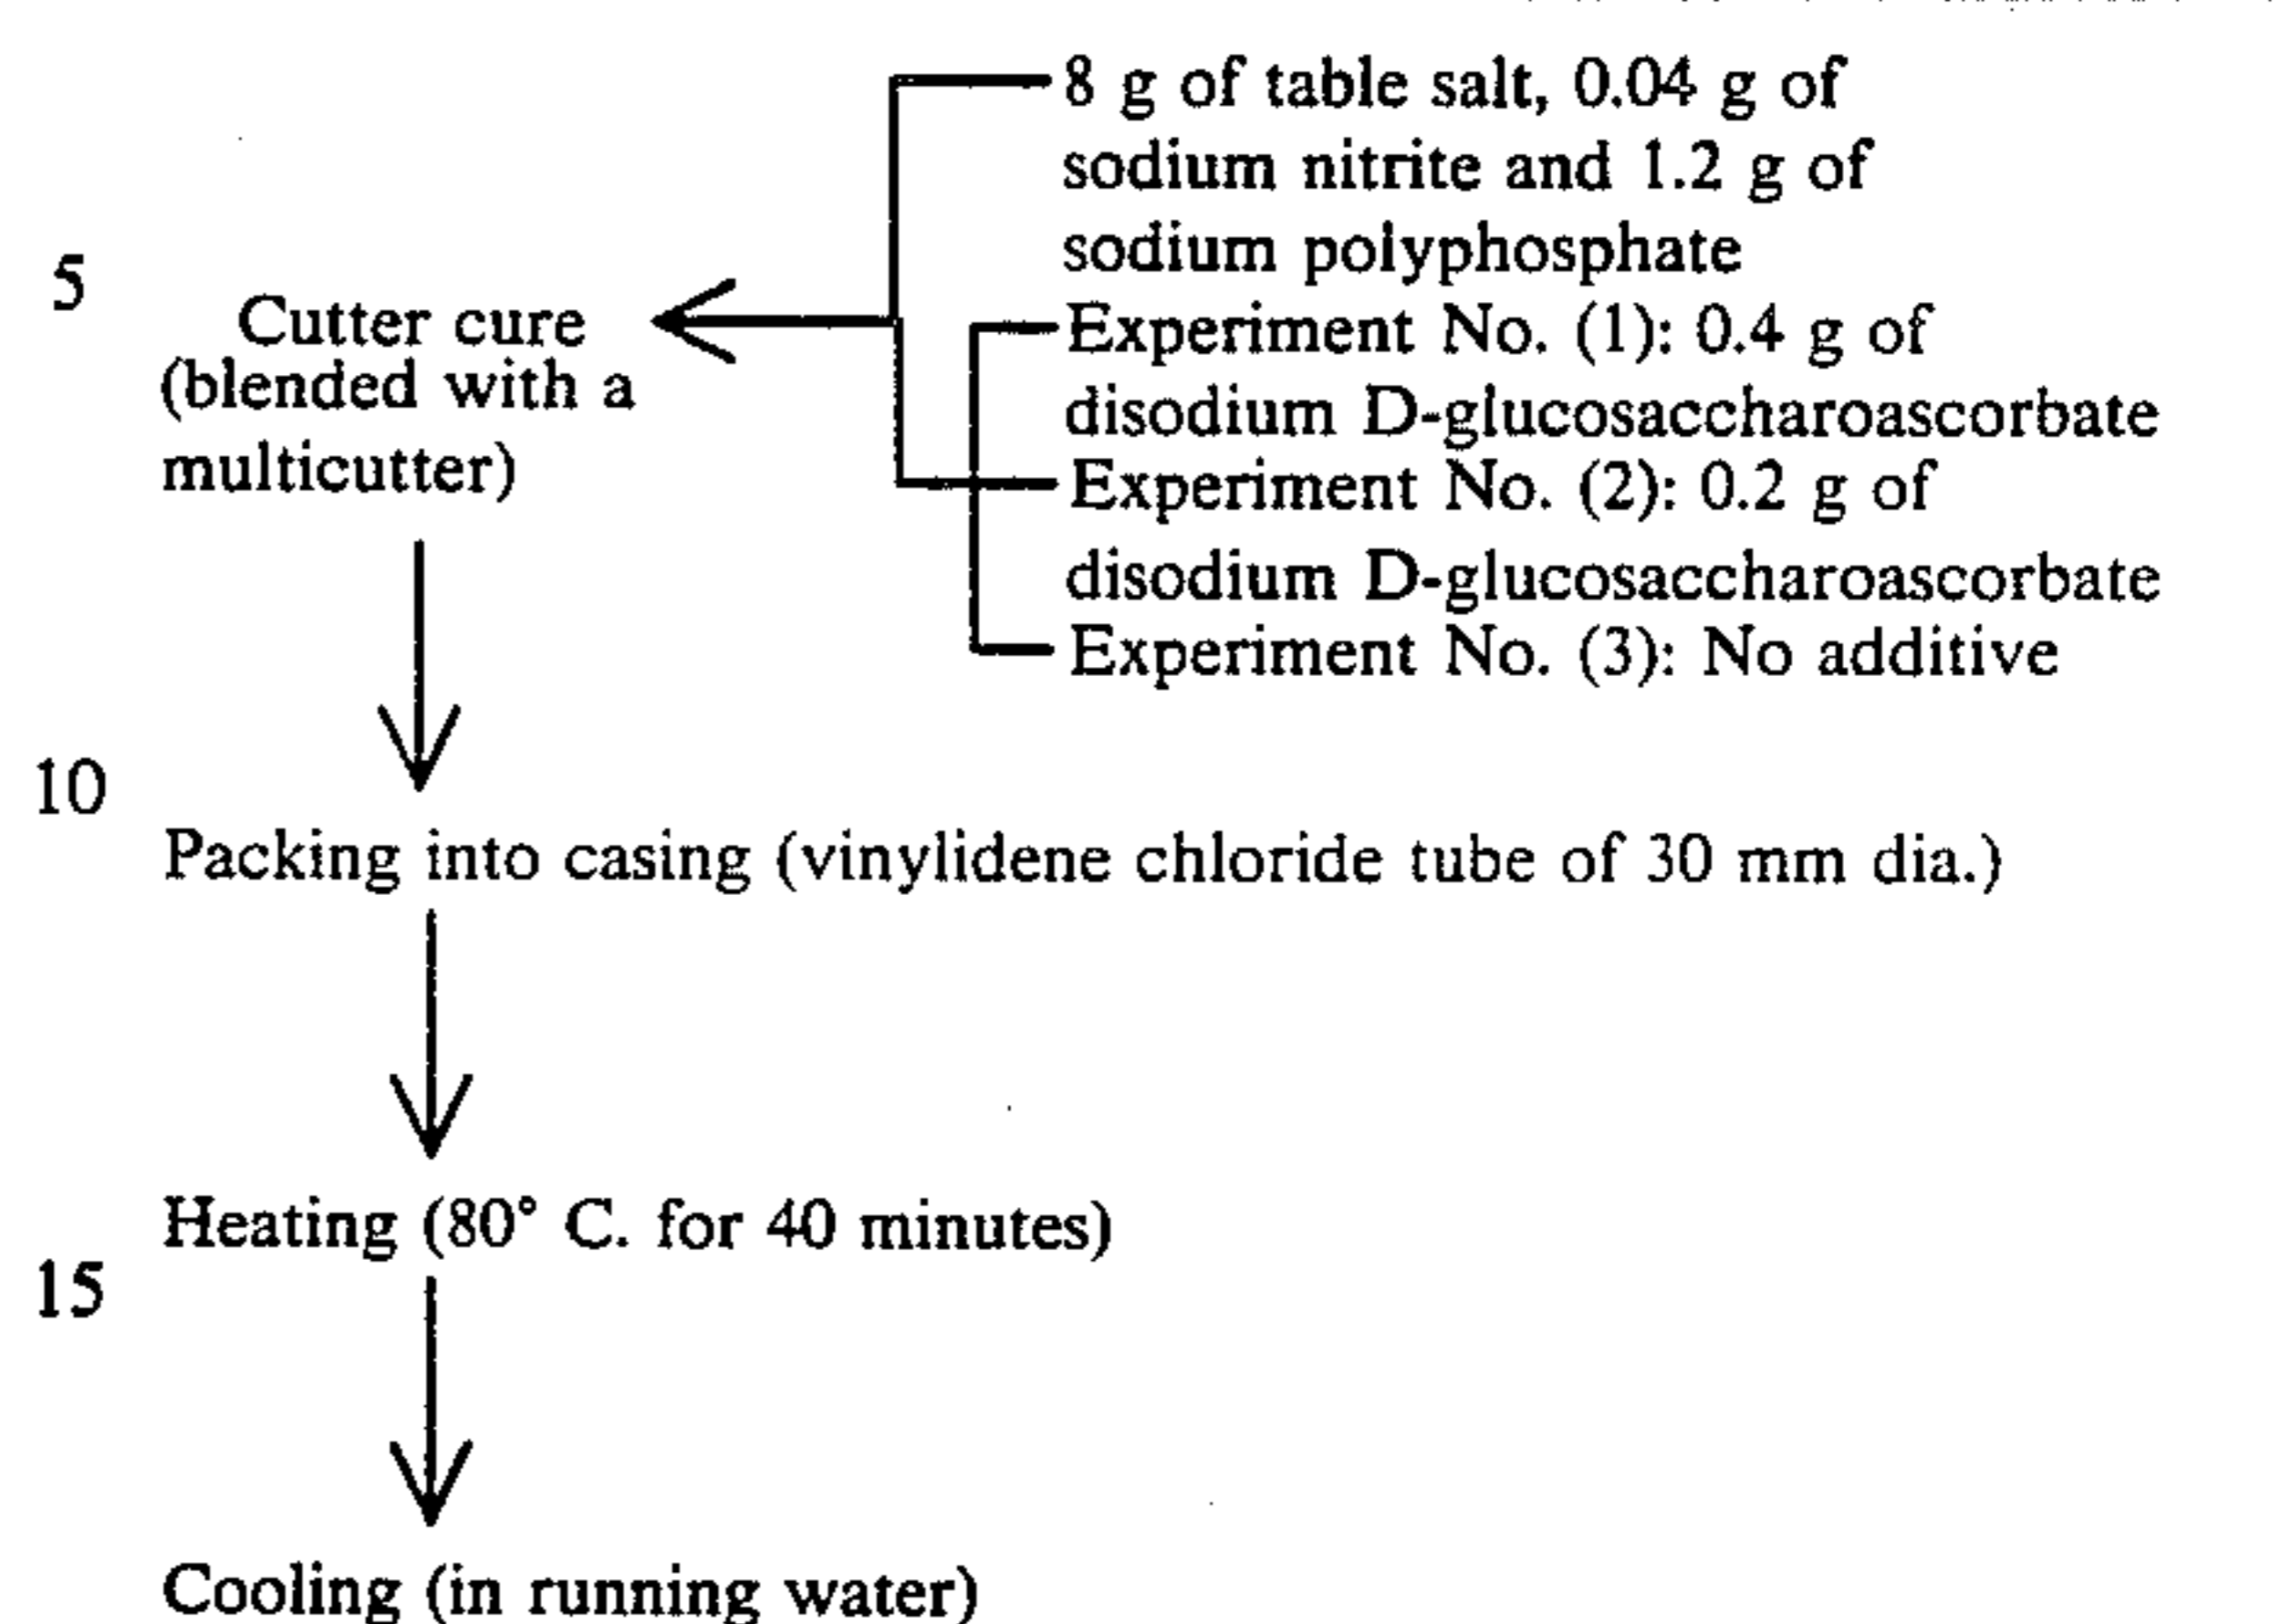 8 g of table salt, 0.04 g of
sodium nitrite and 1.2 g of
sodium polyphosphate
5
Cutter cure
(blended with a
multicutter)
Experiment No. (1): 0.4 g of
disodium D-glucosaccharoascorbate
Experiment No. (2): 0.2 g of
disodium D-glucosaccharoascorbate
Experiment No. (3): No additive
10
Packing into casing (vinylidene chloride tube of 30 mm dia.)
Heating (80° C. for 40 minutes)
15
Cooling (in running water)